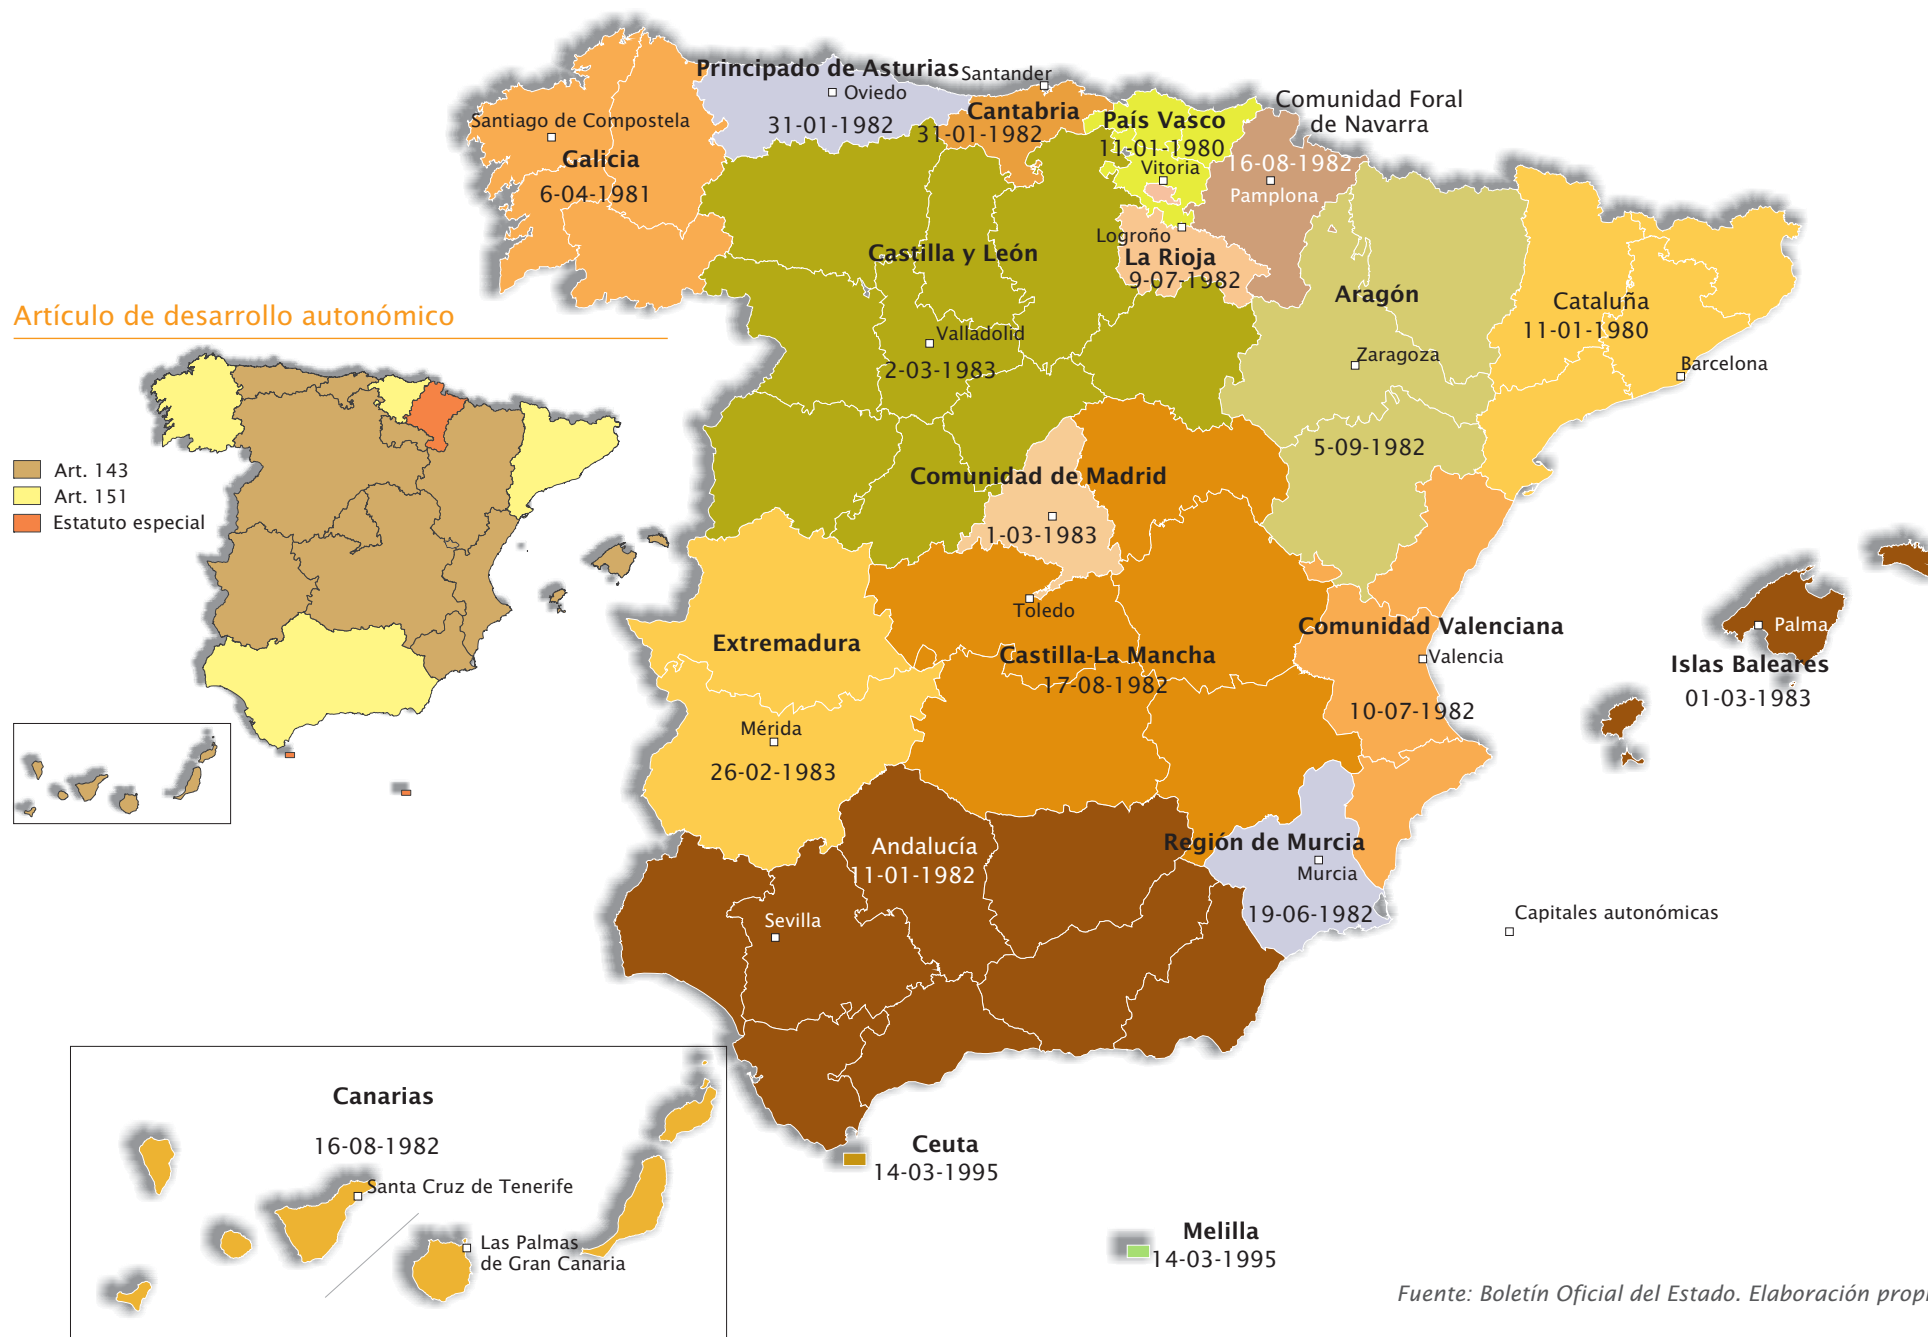 Principado de Asturias
Oviedo
31-01-1982
Santander
Cantabria
31-01-1982
País Vasco
11-01-1980
Vitoria
Comunidad Foral
de Navarra
16-08-1982
Pamplona
Santiago de Compostela
Galicia
6-04-1981
Castilla y León
Valladolid
2-03-1983
Logroño
La Rioja
9-07-1982
Aragón
Zaragoza
5-09-1982
Cataluña
11-01-1980
Barcelona
Artículo de desarrollo autonómico
Art. 143
Art. 151
Estatuto especial
Comunidad de Madrid
1-03-1983
Toledo
Castilla-La Mancha
17-08-1982
Extremadura
Mérida
26-02-1983
Comunidad Valenciana
Valencia
10-07-1982
Palma
Islas Baleares
01-03-1983
Andalucía
11-01-1982
Sevilla
Región de Murcia
Murcia
19-06-1982
Capitales autonómicas
Canarias
16-08-1982
Santa Cruz de Tenerife
Las Palmas
de Gran Canaria
Ceuta
14-03-1995
Melilla
14-03-1995
Fuente: Boletín Oficial del Estado. Elaboración prop